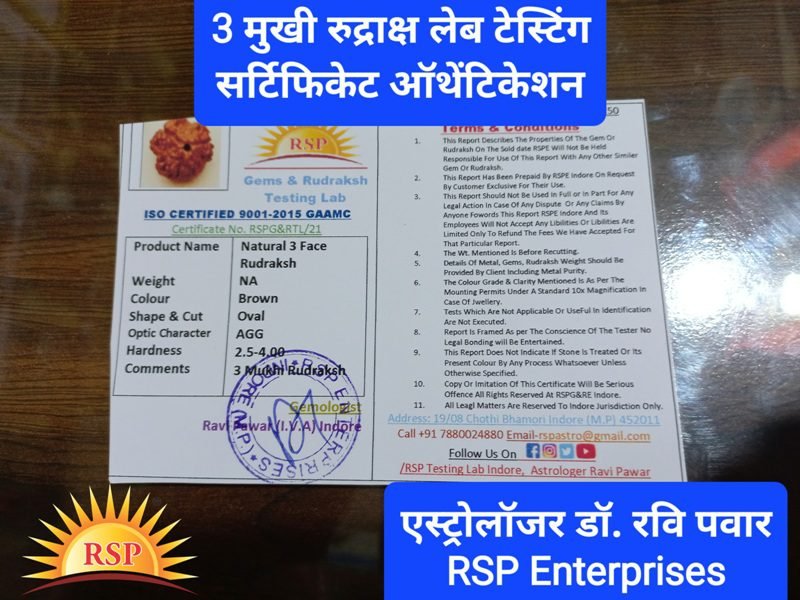 3 मुखी रुद्राक्ष लेब टेस्टिंग
सर्टिफिकेट ऑथेंटिकेशन
RSP
Gems & Rudraksh
Testing Lab
ISO CERTIFIED 9001-2015 GAAMC
Certificate No. RSPG&RTL/21
Product Name Natural 3 Face
Rudraksh
Weight NA
Colour Brown
Shape & Cut Oval
Optic Character AGG
Hardness 2.5-4.00
Comments 3 Mukhi Rudraksh
Gemologist
Ravi Pawar (I.V.A) Indore
RSP ENTERPRISES (P.M) INDORE
50
Terms & Conditions
1. This Report Describes The Properties Of The Gem Or
Rudraksh On The Sold date RSPE Will Not Be Held
Responsible For Use Of This Report With Any Other Similer
Gem Or Rudraksh.
2. This Report Has Been Prepaid By RSPE Indore On Request
By Customer Exclusive For Their Use.
3. This Report Should Not Be Used In Full or In Part For Any
Legal Action In Case Of Any Dispute Or Any Claims By
Anyone Fowords This Report RSPE Indore And Its
Employees Will Not Accept Any Libilities Or Libilities Are
Limited Only To Refund The Fees We Have Accepted For
That Particular Report.
4. The Wt. Mentioned Is Before Recutting.
5. Details Of Metal, Gems, Rudraksh Weight Should Be
Provided By Client Including Metal Purity.
6. The Colour Grade & Clarity Mentioned Is As Per The
Mounting Permits Under A Standard 10x Magnification In
Case Of Jwellery.
7. Tests Which Are Not Applicable Or UseFul In Identification
Are Not Executed.
8. Report Is Framed As per The Conscience Of The Tester No
Legal Bonding will Be Entertained.
9. This Report Does Not Indicate If Stone Is Treated Or Its
Present Colour By Any Process Whatsoever Unless
Otherwise Specified.
10. Copy Or Imitation Of This Certificate Will Be Serious
Offence All Rights Reserved At RSPG&RE Indore.
11. All Leagl Matters Are Reserved To Indore Jurisdiction Only.
Address: 19/08 Chothi Bhamori Indore (M.P) 452011
Call +91 7880024880 Email-rspastro@gmail.com
Follow Us On
/RSP Testing Lab Indore, Astrologer Ravi Pawar
RSP
एस्ट्रोलॉजर डॉ. रवि पवार
RSP Enterprises